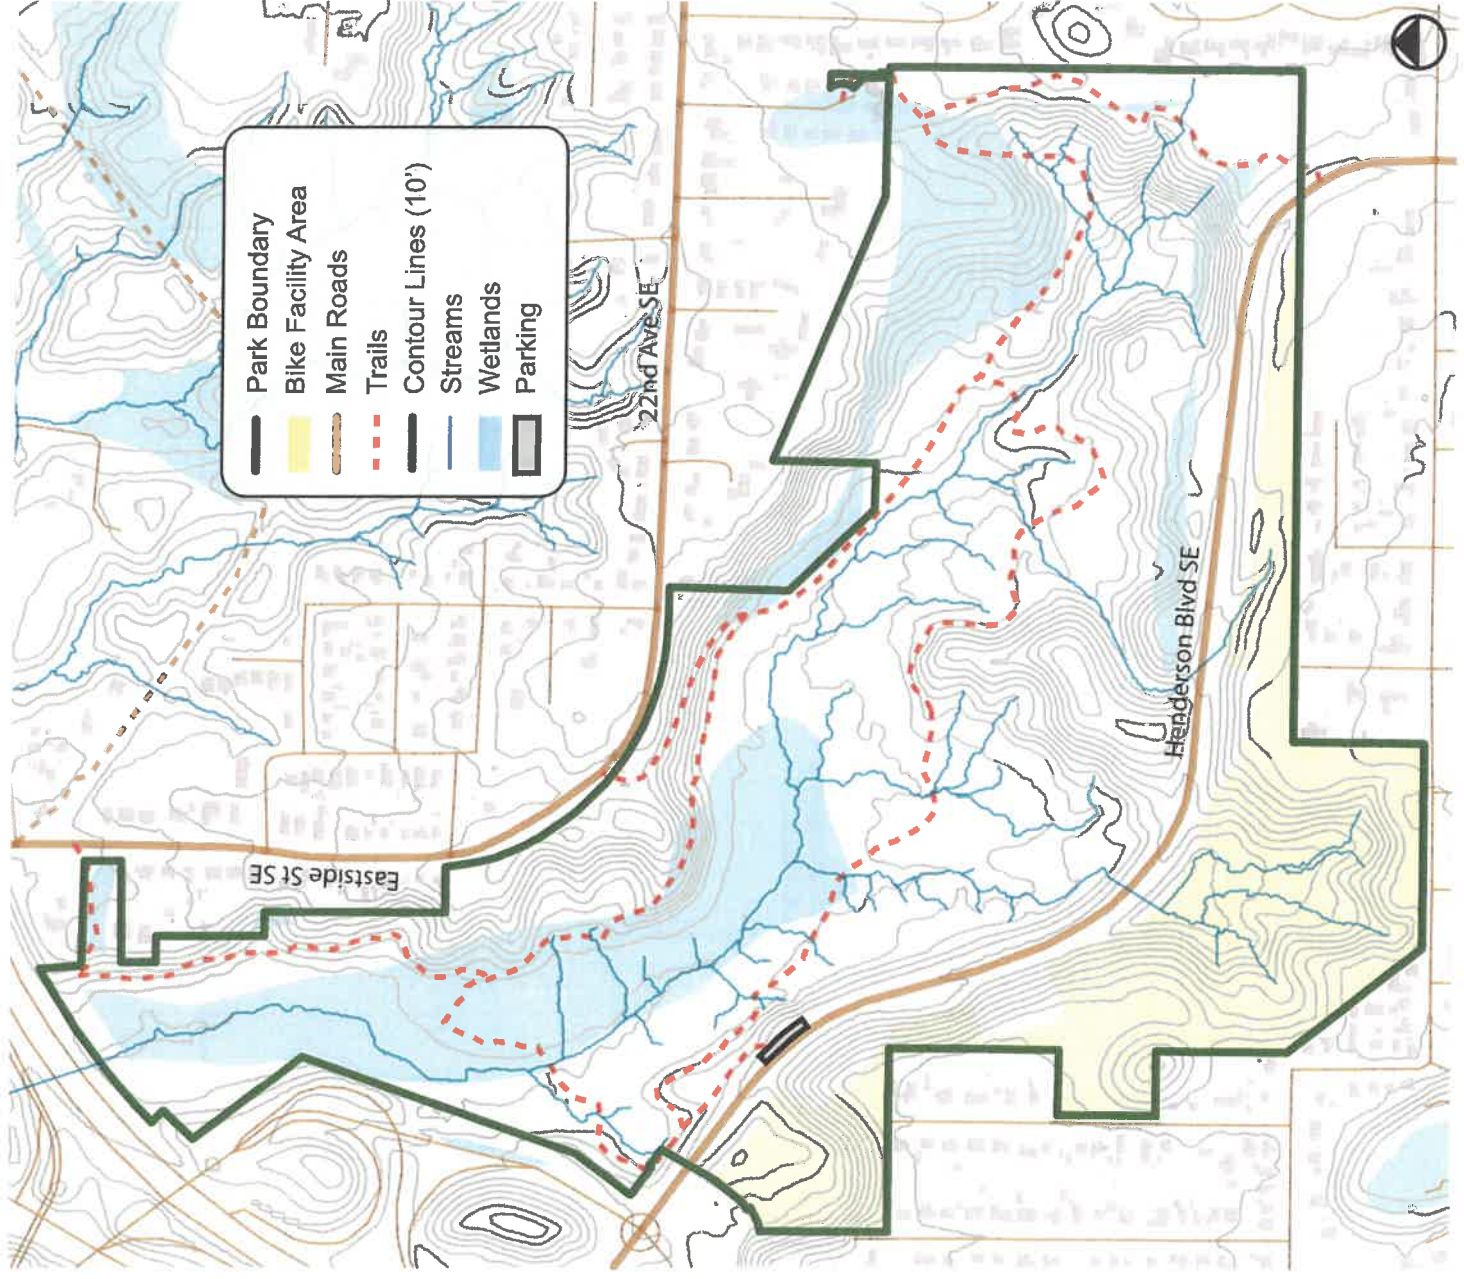 Park Boundary
Bike Facility Area
Main Roads
Trails
Contour Lines (10')
Streams
Wetlands
Parking
22nd Ave SE
Eastside St SE
Henderson Blvd SE